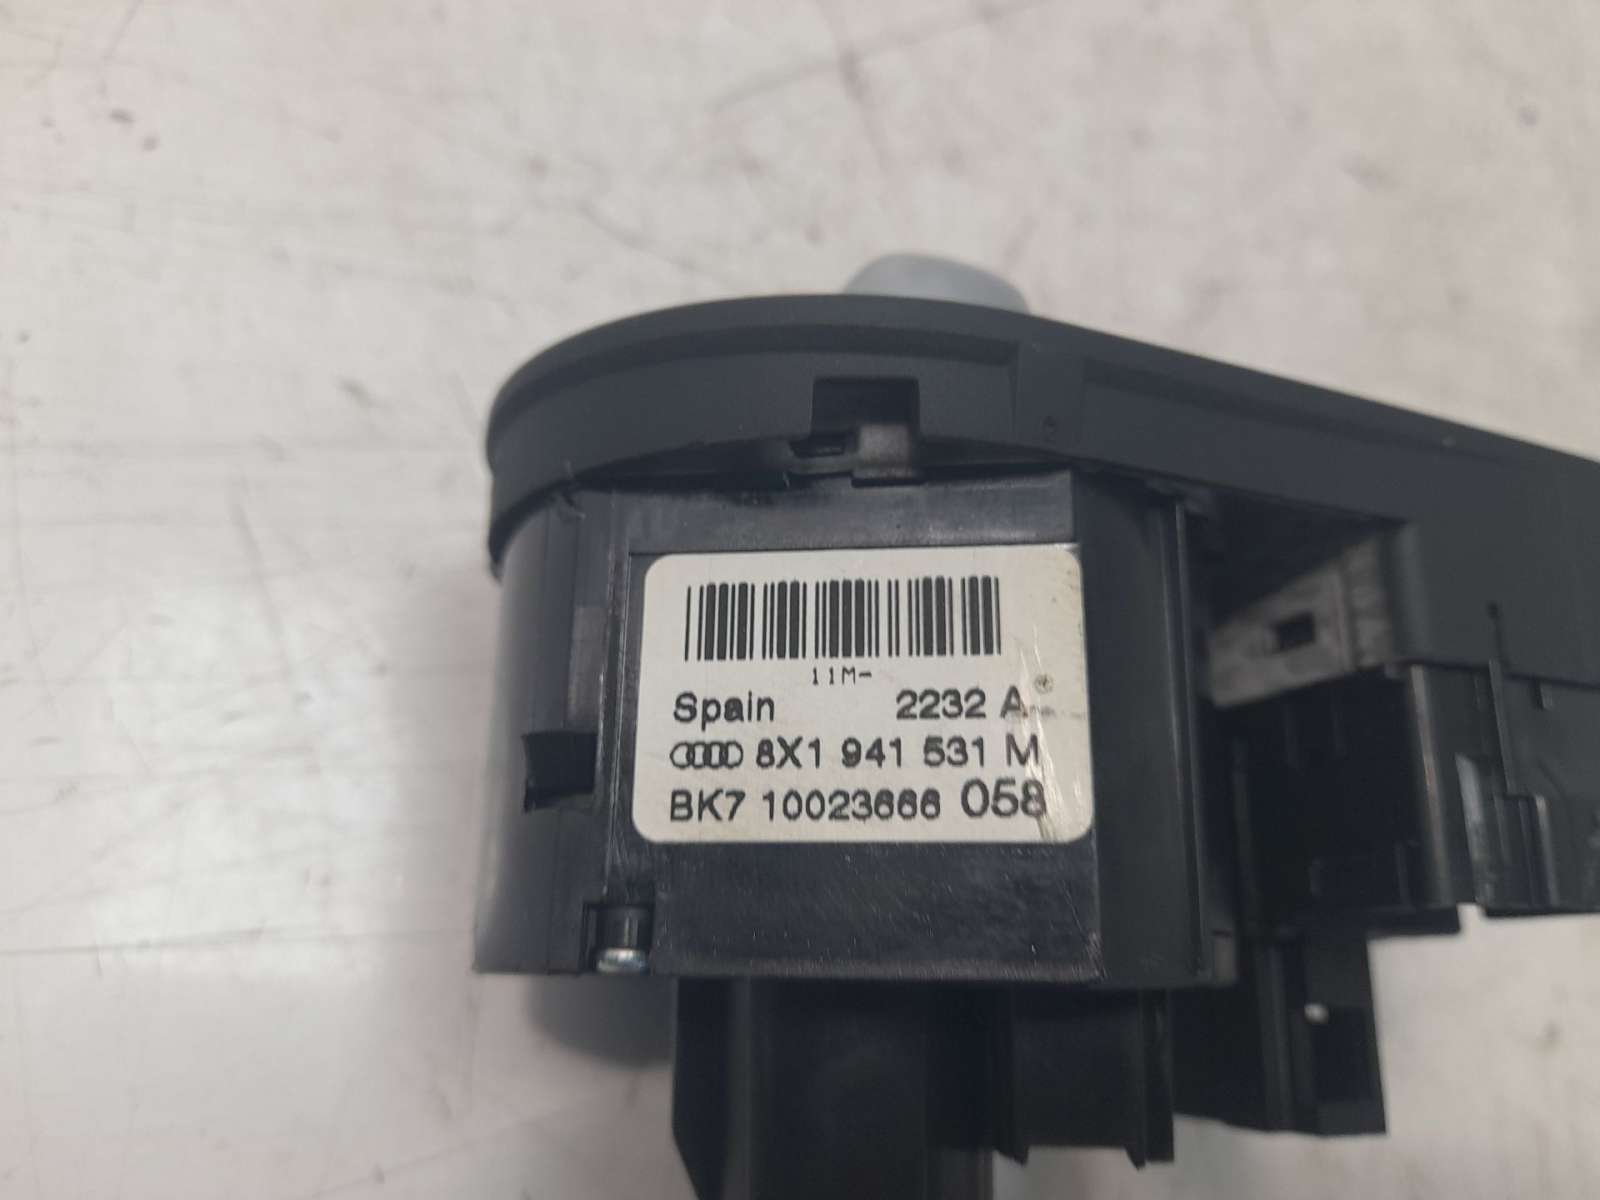 11M-
Spain 2232 A
8X1 941 531 M
BK7 10023666 058